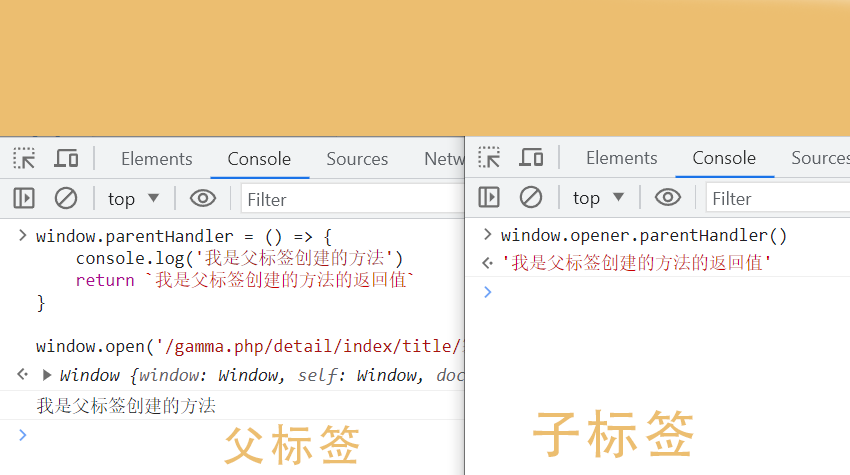 Elements Console Sources Netw
top Filter
window.parentHandler = () => {
console.log('我是父标签创建的方法')
return `我是父标签创建的方法的返回值`
}
window.open('/gamma.php/detail/index/title/
Window {window: Window, self: Window, doc
我是父标签创建的方法
父标签
Elements Console Sources
top Filter
window.opener.parentHandler()
'我是父标签创建的方法的返回值'
子标签